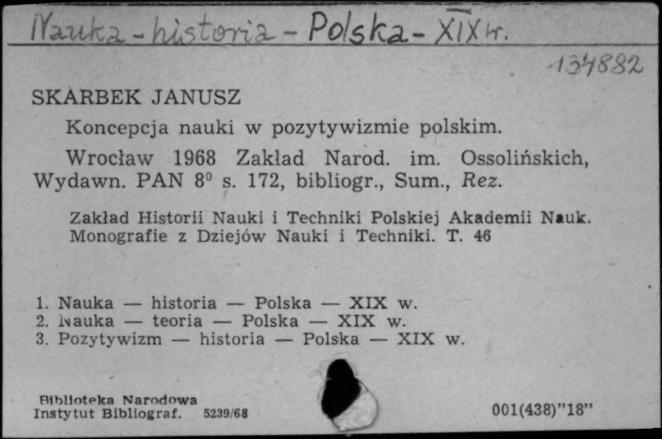 Nauka - historia - Polska - XIX w.
134882
SKARBEK JANUSZ
Koncepcja nauki w pozytywizmie polskim.
Wrocław 1968 Zakład Narod. im. Ossolińskich,
Wydawn. PAN 8⁰ s. 172, bibliogr., Sum., Rez.
Zakład Historii Nauki i Techniki Polskiej Akademii Nauk.
Monografie z Dziejów Nauki i Techniki. T. 46
1. Nauka — historia — Polska — XIX w.
2. Nauka — teoria — Polska — XIX w.
3. Pozytywizm — historia — Polska — XIX w.
Biblioteka Narodowa
Instytut Bibliograf. 5239/68
001(438)"18"